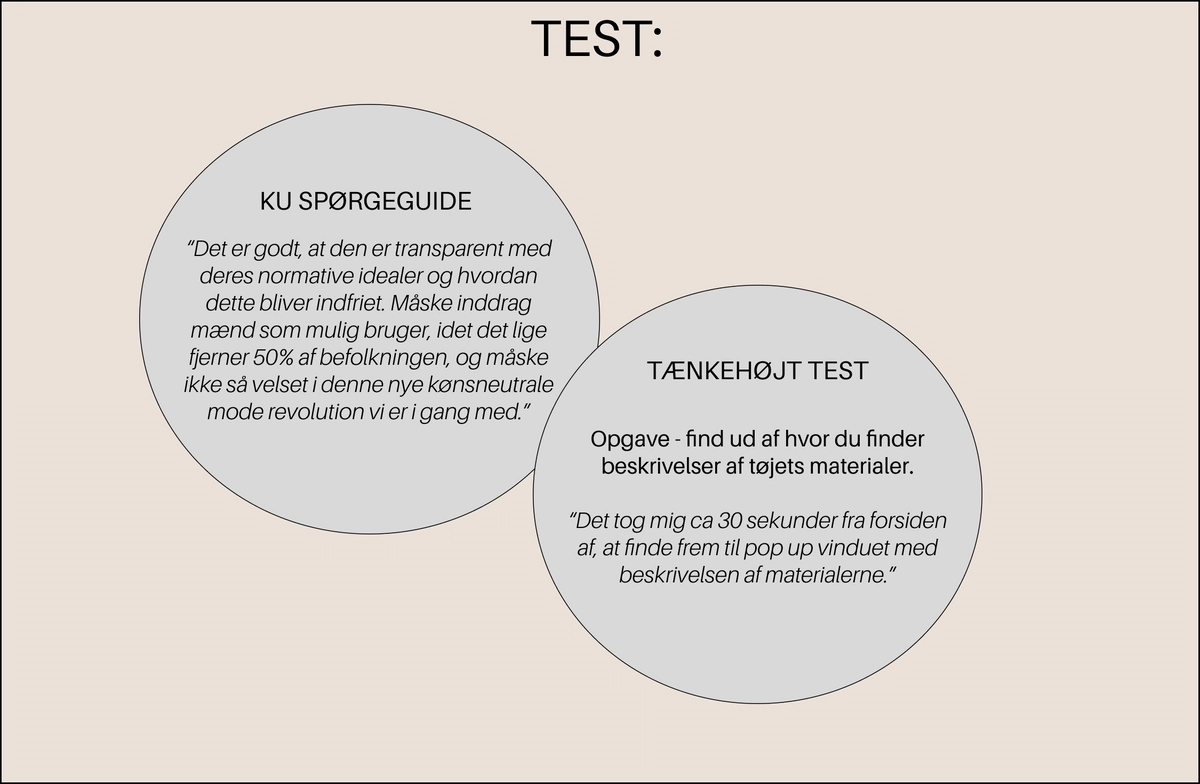 TEST:
KU SPØRGEGUIDE
“Det er godt, at den er transparent med
deres normative idealer og hvordan
dette bliver indfriet. Måske inddrag
mænd som mulig bruger, idet det lige
fjerner 50% af befolkningen, og måske
ikke så velset i denne nye kønsneutrale
mode revolution vi er i gang med.”
TÆNKEHØJT TEST
Opgave - find ud af hvor du finder
beskrivelser af tøjets materialer.
“Det tog mig ca 30 sekunder fra forsiden
af, at finde frem til pop up vinduet med
beskrivelsen af materialerne.”